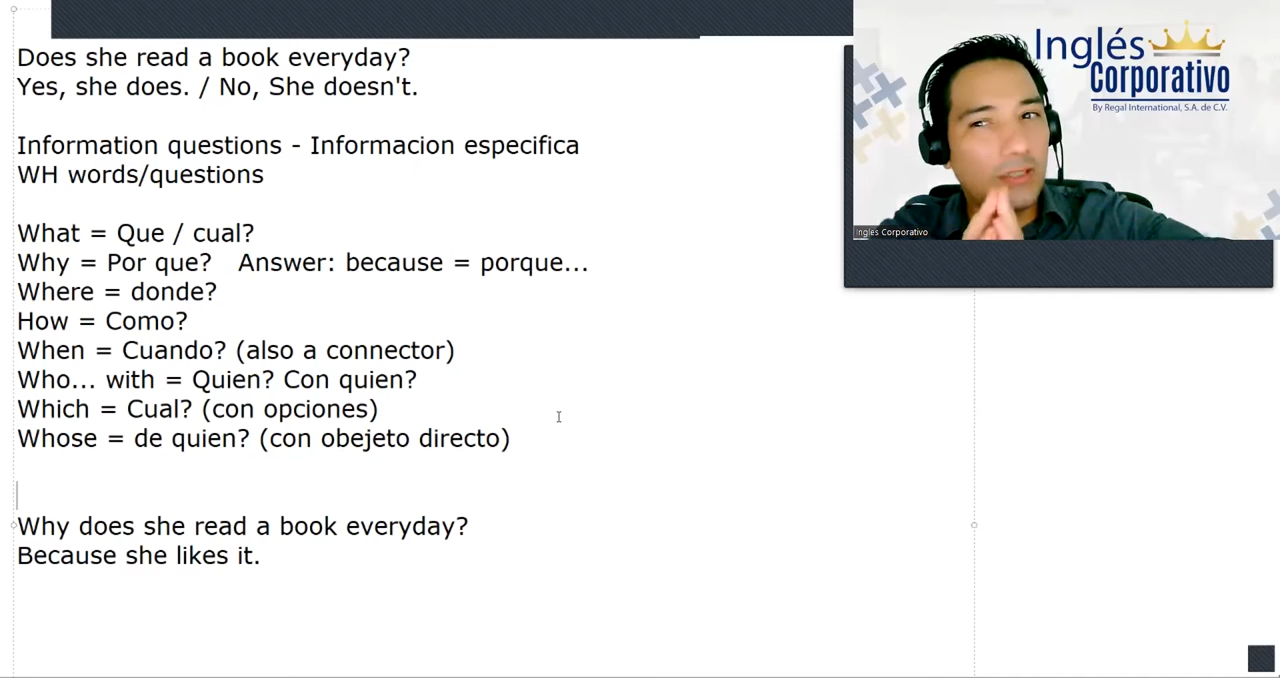 Does she read a book everyday?
Yes, she does. / No, She doesn't.
Information questions - Informacion especifica
WH words/questions
What = Que / cual?
Why = Por que? Answer: because = porque...
Where = donde?
How = Como?
When = Cuando? (also a connector)
Who... with = Quien? Con quien?
Which = Cual? (con opciones)
Whose = de quien? (con obejeto directo)
Why does she read a book everyday?
Because she likes it.
Inglés
Corporativo
By Regal International, S.A. de C.V.
Inglés Corporativo